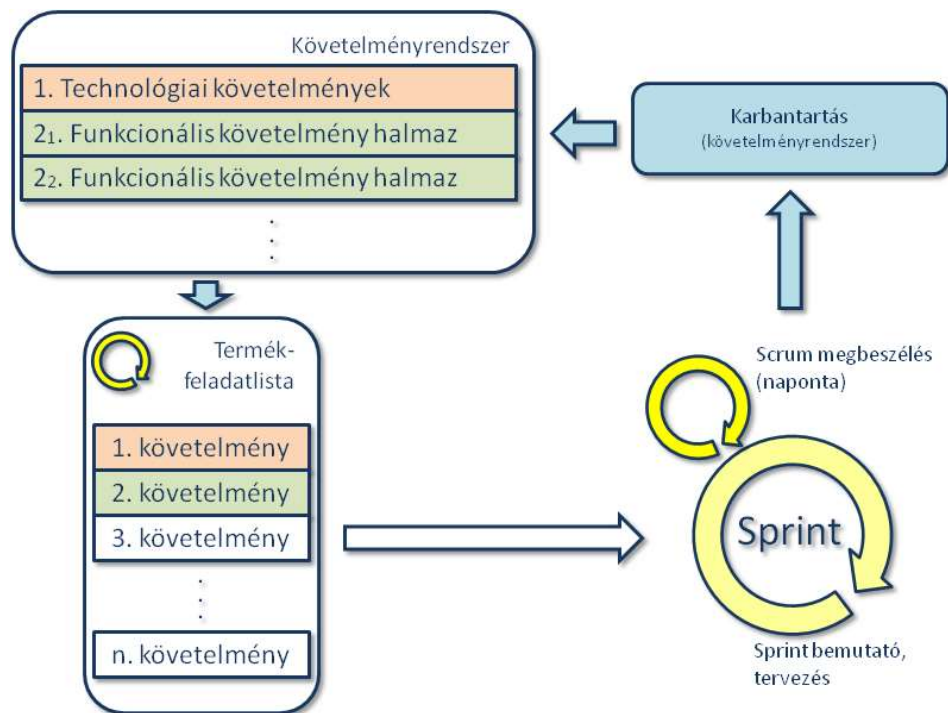 Követelményrendszer
1. Technológiai követelmények
2₁. Funkcionális követelmény halmaz
2₂. Funkcionális követelmény halmaz
.
.
.
Karbantartás
(követelményrendszer)
Termék-
feladatlista
1. követelmény
2. követelmény
3. követelmény
.
.
.
n. követelmény
Scrum megbeszélés
(naponta)
Sprint
Sprint bemutató,
tervezés